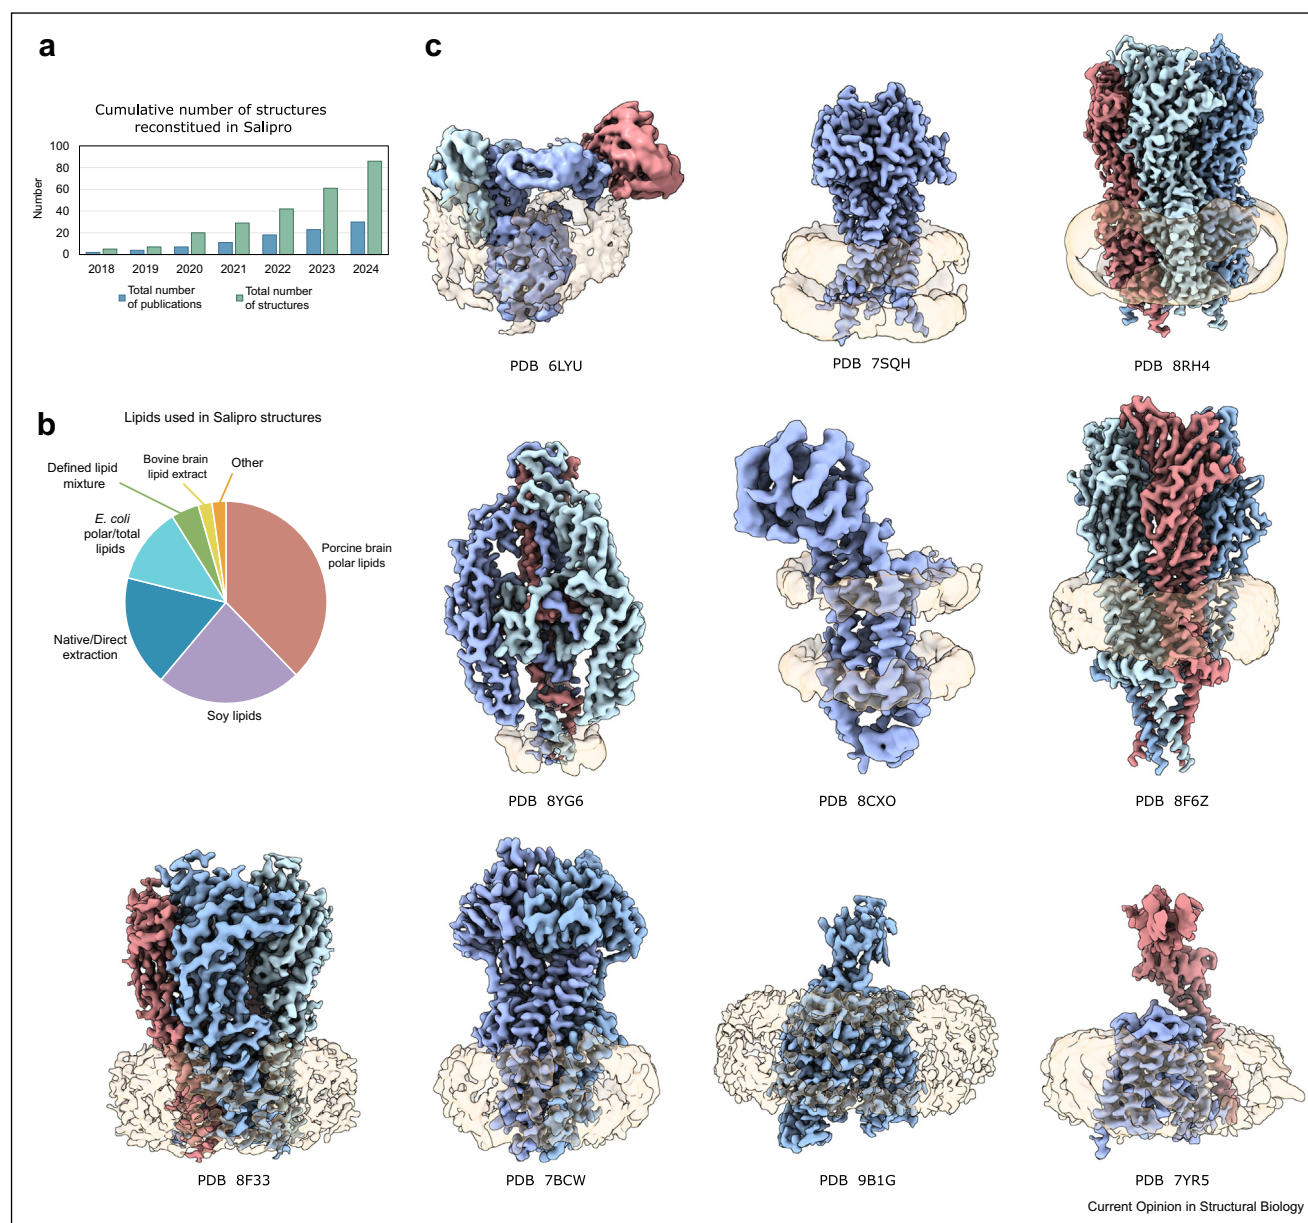 a
Cumulative number of structures
reconstitued in Salipro
Number
100
80
60
40
20
0
2018 2019 2020 2021 2022 2023 2024
Total number
of publications
Total number
of structures
b
Lipids used in Salipro structures
Defined lipid
mixture
Bovine brain
lipid extract
Other
E. coli
polar/total
lipids
Porcine brain
polar lipids
Native/Direct
extraction
Soy lipids
c
PDB 6LYU
PDB 7SQH
PDB 8RH4
PDB 8YG6
PDB 8CXO
PDB 8F6Z
PDB 8F33
PDB 7BCW
PDB 9B1G
PDB 7YR5
Current Opinion in Structural Biology